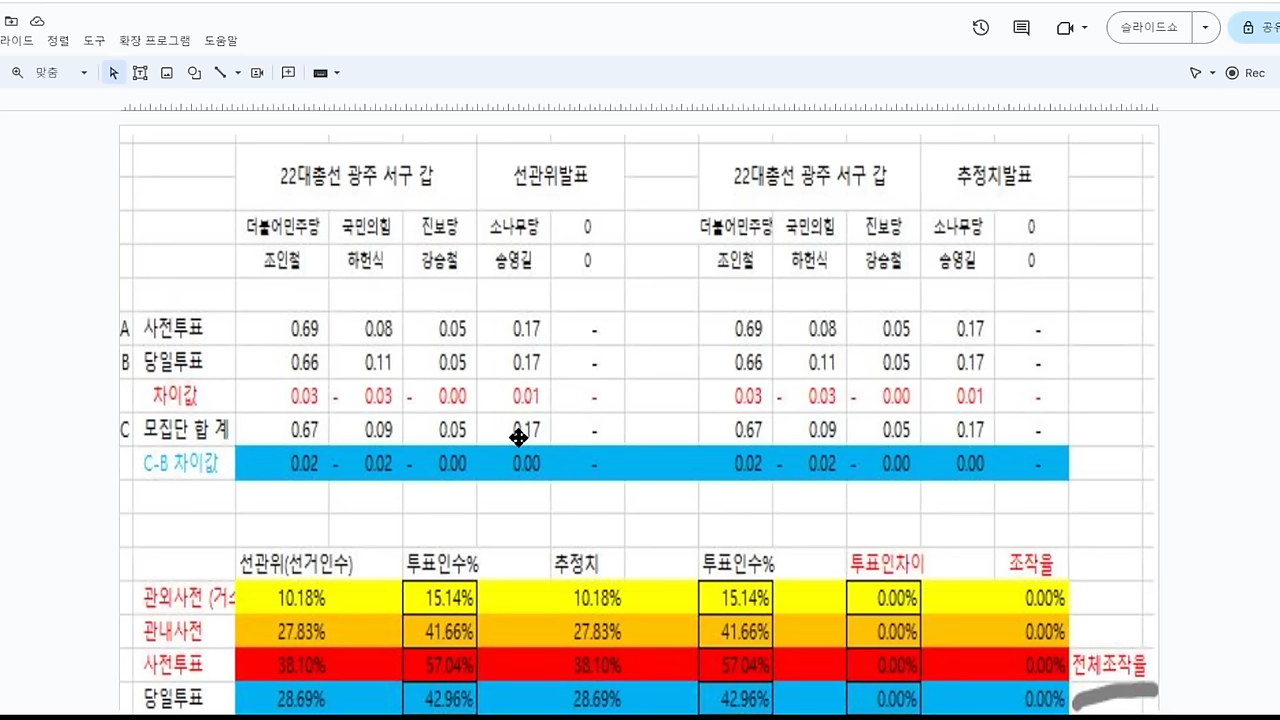 라이드 정렬 도구 확장 프로그램 도움말 슬라이드쇼 공유
맞춤 Rec
22대총선 광주 서구 갑 선관위발표 22대총선 광주 서구 갑 추정치발표
더불어민주당 국민의힘 진보당 소나무당 0 더불어민주당 국민의힘 진보당 소나무당 0
조인철 하헌식 강승철 송영길 0 조인철 하헌식 강승철 송영길 0
A 사전투표 0.69 0.08 0.05 0.17 - 0.69 0.08 0.05 0.17 -
B 당일투표 0.66 0.11 0.05 0.17 - 0.66 0.11 0.05 0.17 -
차이값 0.03 - 0.03 - 0.00 0.01 - 0.03 - 0.03 - 0.00 0.01 -
C 모집단 합 계 0.67 0.09 0.05 0.17 - 0.67 0.09 0.05 0.17 -
C-B 차이값 0.02 - 0.02 - 0.00 0.00 - 0.02 - 0.02 - 0.00 0.00 -
선관위(선거인수) 투표인수% 추정치 투표인수% 투표인차이 조작율
관외사전 (거소 10.18% 15.14% 10.18% 15.14% 0.00% 0.00%
관내사전 27.83% 41.66% 27.83% 41.66% 0.00% 0.00%
사전투표 38.10% 57.04% 38.10% 57.04% 0.00% 0.00% 전체조작율
당일투표 28.69% 42.96% 28.69% 42.96% 0.00% 0.00%